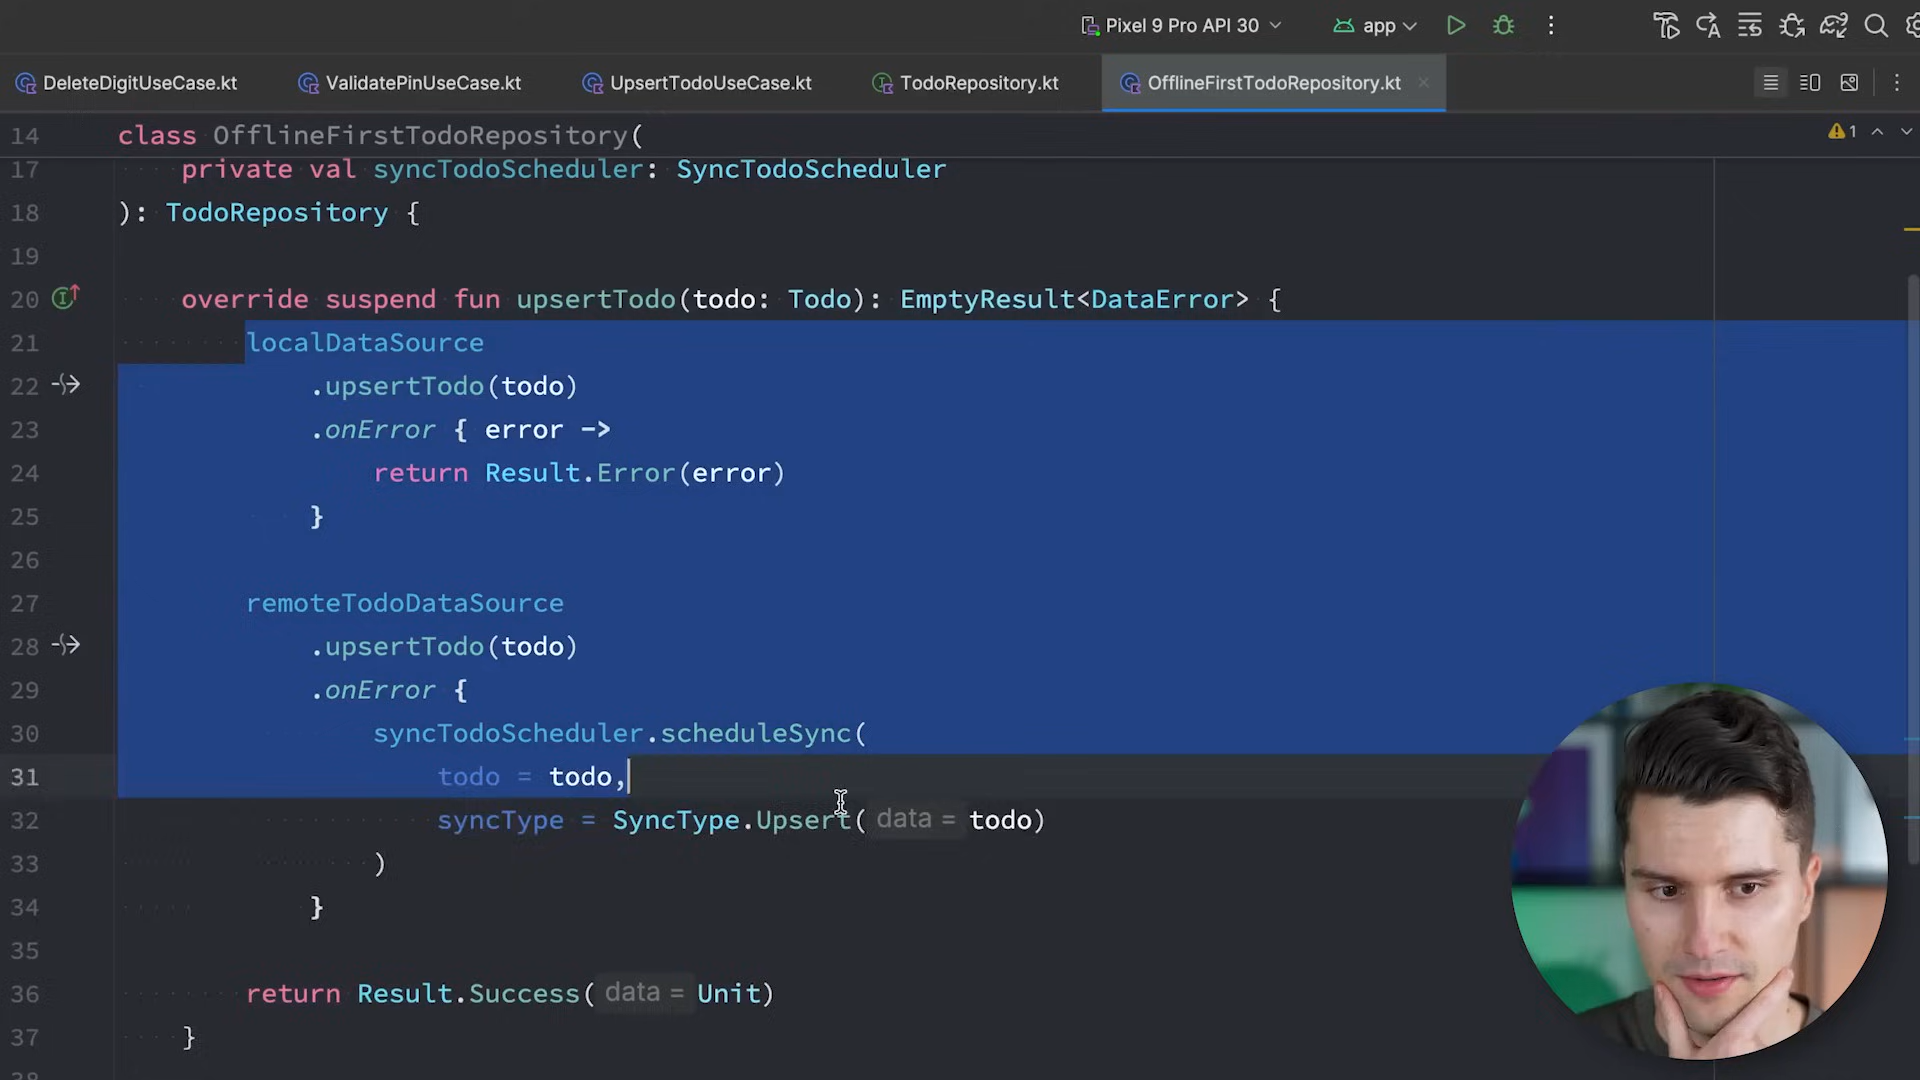 Pixel 9 Pro API 30 app
DeleteDigitUseCase.kt ValidatePinUseCase.kt UpsertTodoUseCase.kt TodoRepository.kt OfflineFirstTodoRepository.kt
14 class OfflineFirstTodoRepository( 1
17 private val syncTodoScheduler: SyncTodoScheduler
18 ): TodoRepository {
19
20 override suspend fun upsertTodo(todo: Todo): EmptyResult<DataError> {
21 localDataSource
22 .upsertTodo(todo)
23 .onError { error ->
24 return Result.Error(error)
25 }
26
27 remoteTodoDataSource
28 .upsertTodo(todo)
29 .onError {
30 syncTodoScheduler.scheduleSync(
31 todo = todo,
32 syncType = SyncType.Upsert( data = todo)
33 )
34 }
35
36 return Result.Success( data = Unit)
37 }
38